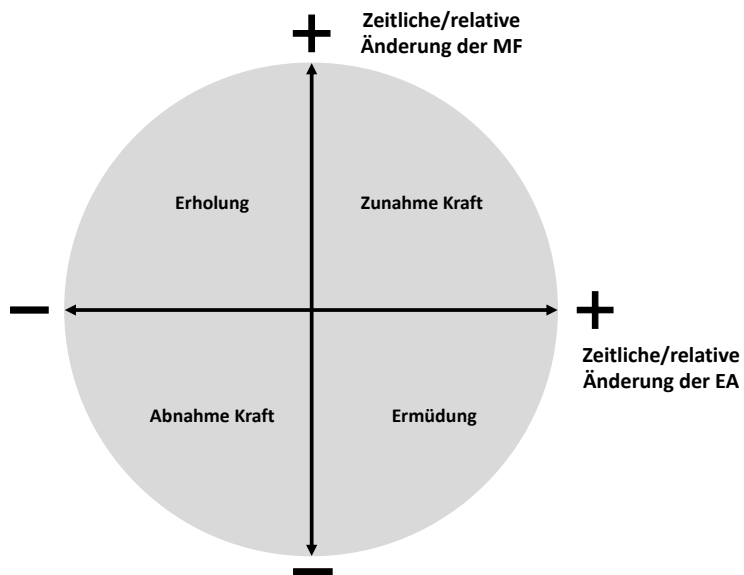 +
Zeitliche/relative
Änderung der MF
Erholung
Zunahme Kraft
−
+
Zeitliche/relative
Änderung der EA
Abnahme Kraft
Ermüdung
−